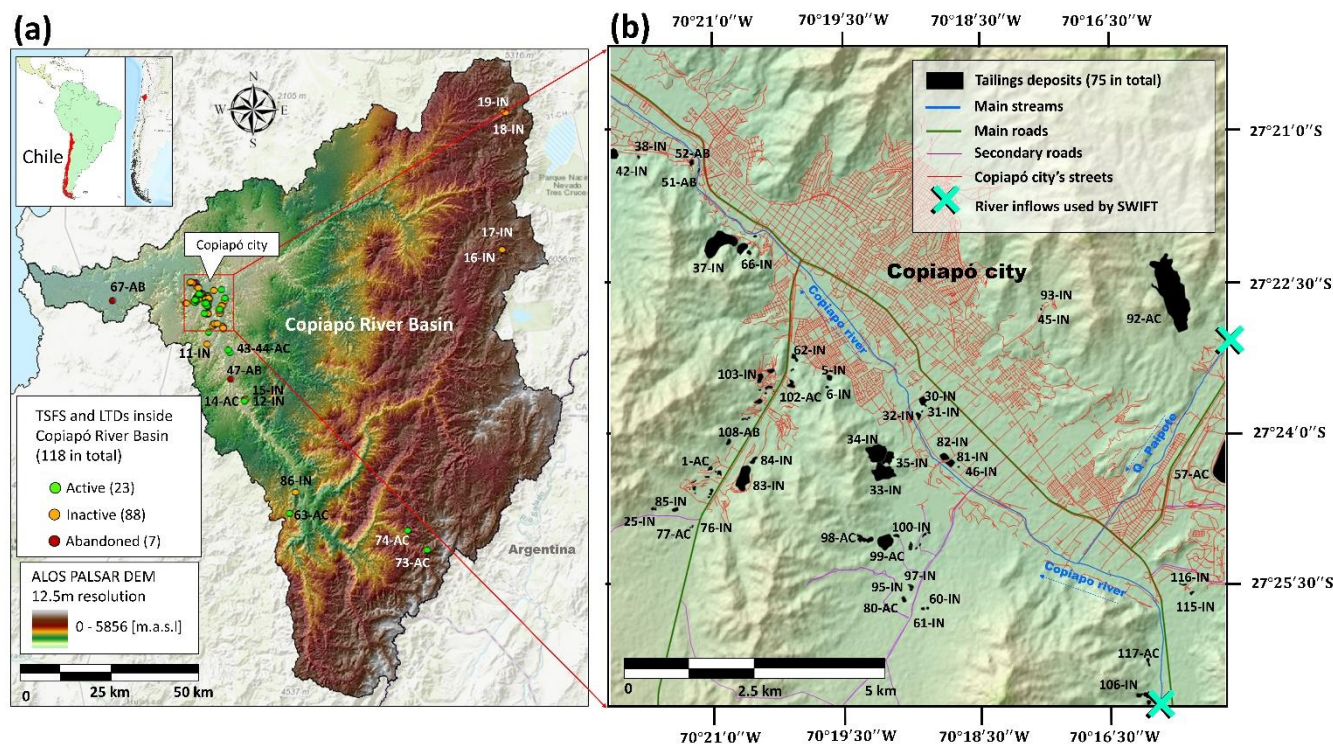 (a)
Chile
N
W
E
S
5316 m
2105 m
19-IN
18-IN
Parque Nacional
Nevado
Tres Cruces
17-IN
16-IN
6056 m
Copiapó city
67-AB
Copiapó River Basin
11-IN
43-44-AC
47-AB
15-IN
14-AC
12-IN
TSFS and LTDs inside
Copiapó River Basin
(118 in total)
Active (23)
Inactive (88)
Abandoned (7)
86-IN
63-AC
74-AC
73-AC
Argentina
ALOS PALSAR DEM
12.5m resolution
0 - 5856 [m.a.s.l]
0
25 km
50 km
4537 m
(b)
70°21'0''W
70°19'30''W
70°18'30''W
70°16'30''W
Tailings deposits (75 in total)
Main streams
Main roads
Secondary roads
Copiapó city's streets
River inflows used by SWIFT
27°21'0''S
27°22'30''S
27°24'0''S
27°25'30''S
38-IN
42-IN
52-AB
51-AB
37-IN
66-IN
Copiapó city
93-IN
45-IN
92-AC
Copiapo river
62-IN
103-IN
5-IN
102-AC
6-IN
30-IN
32-IN
31-IN
108-AB
34-IN
82-IN
35-IN
81-IN
46-IN
Q. Paipote
1-AC
84-IN
83-IN
33-IN
57-AC
85-IN
25-IN
76-IN
77-AC
98-AC
100-IN
99-AC
97-IN
95-IN
80-AC
60-IN
61-IN
Copiapo river
116-IN
115-IN
117-AC
106-IN
0
2.5 km
5 km
70°21'0''W
70°19'30''W
70°18'30''W
70°16'30''W